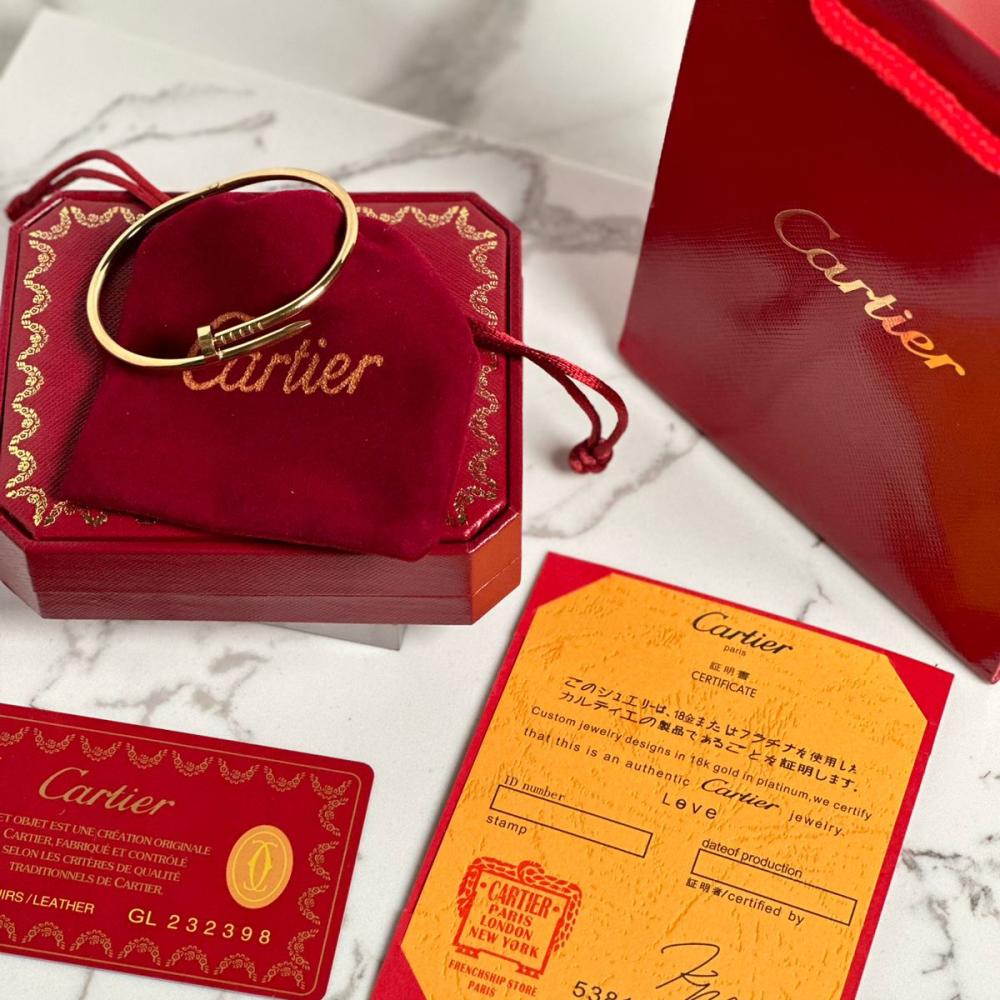 Cartier
Cartier
Cartier
paris
証明書
CERTIFICATE
このジュエリーは、18金またはプラチナを使用した
カルティエの製品であることを証明します。
Custom jewelry designs in 18k gold in platinum,we certify
that this is an authentic Cartier
Love jewelry.
ID number
stamp
dateof production
証明者/certified by
CARTIER
PARIS
LONDON
NEW YORK
FRENCHSHIP STORE
PARIS
538
Cartier
ET OBJET EST UNE CRÉATION ORIGINALE
CARTIER, FABRIQUÉ ET CONTRÔLÉ
SELON LES CRITÈRES DE QUALITÉ
TRADITIONNELS DE CARTIER.
IRS/LEATHER
GL 232398